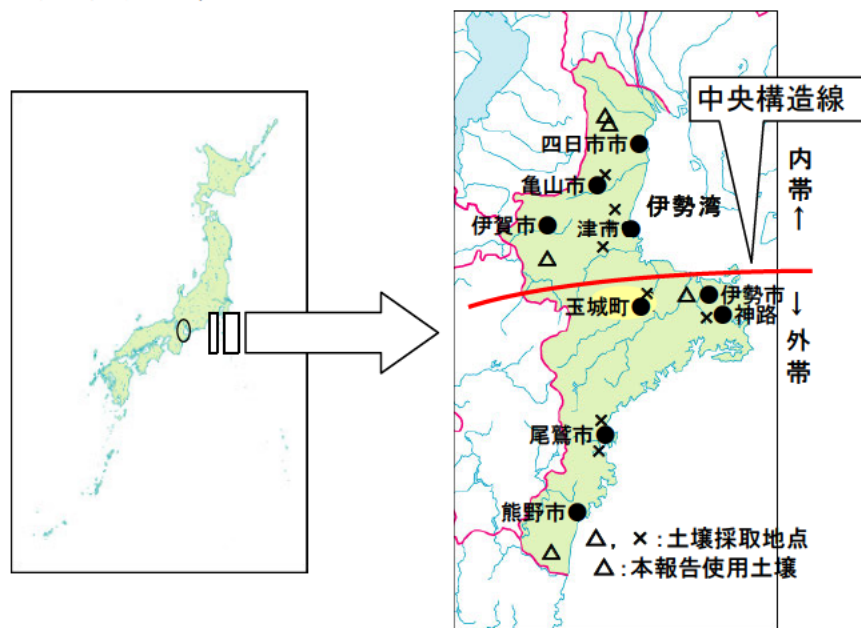 中央構造線
四日市市
亀山市
伊勢湾
内帯↑
伊賀市
津市
伊勢市
玉城町
神路
↓外帯
尾鷲市
熊野市
△，×：土壌採取地点
△：本報告使用土壌